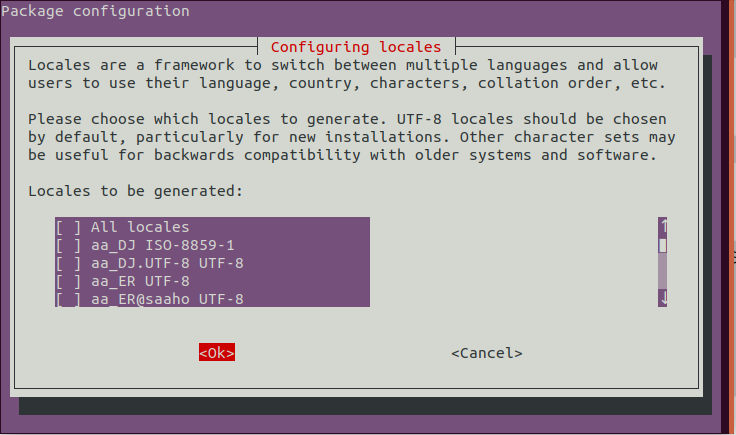 Package configuration
Configuring locales
Locales are a framework to switch between multiple languages and allow
users to use their language, country, characters, collation order, etc.
Please choose which locales to generate. UTF-8 locales should be chosen
by default, particularly for new installations. Other character sets may
be useful for backwards compatibility with older systems and software.
Locales to be generated:
[ ] All locales
[ ] aa_DJ ISO-8859-1
[ ] aa_DJ.UTF-8 UTF-8
[ ] aa_ER UTF-8
[ ] aa_ER@saaho UTF-8
<Ok> <Cancel>